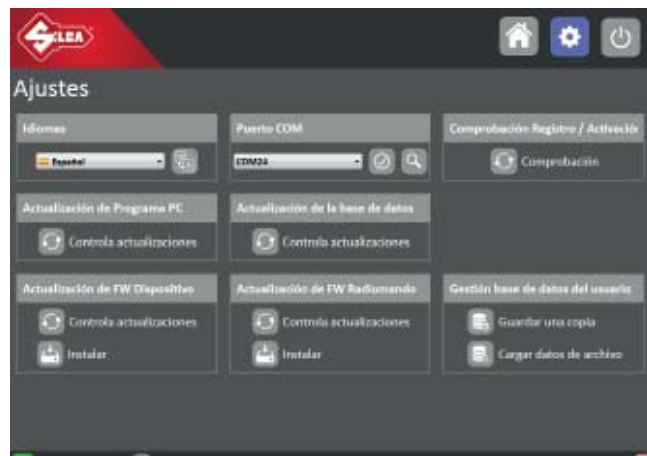 SILCA
Ajustes
Idiomas
Puerto COM
Comprobación Registro / Activación
Español
COM24
Comprobación
Actualización de Programa PC
Actualización de la base de datos
Controla actualizaciones
Controla actualizaciones
Actualización de FW Dispositivo
Actualización de FW Radiomando
Gestión base de datos del usuario
Controla actualizaciones
Controla actualizaciones
Guardar una copia
Instalar
Instalar
Cargar datos de archivo